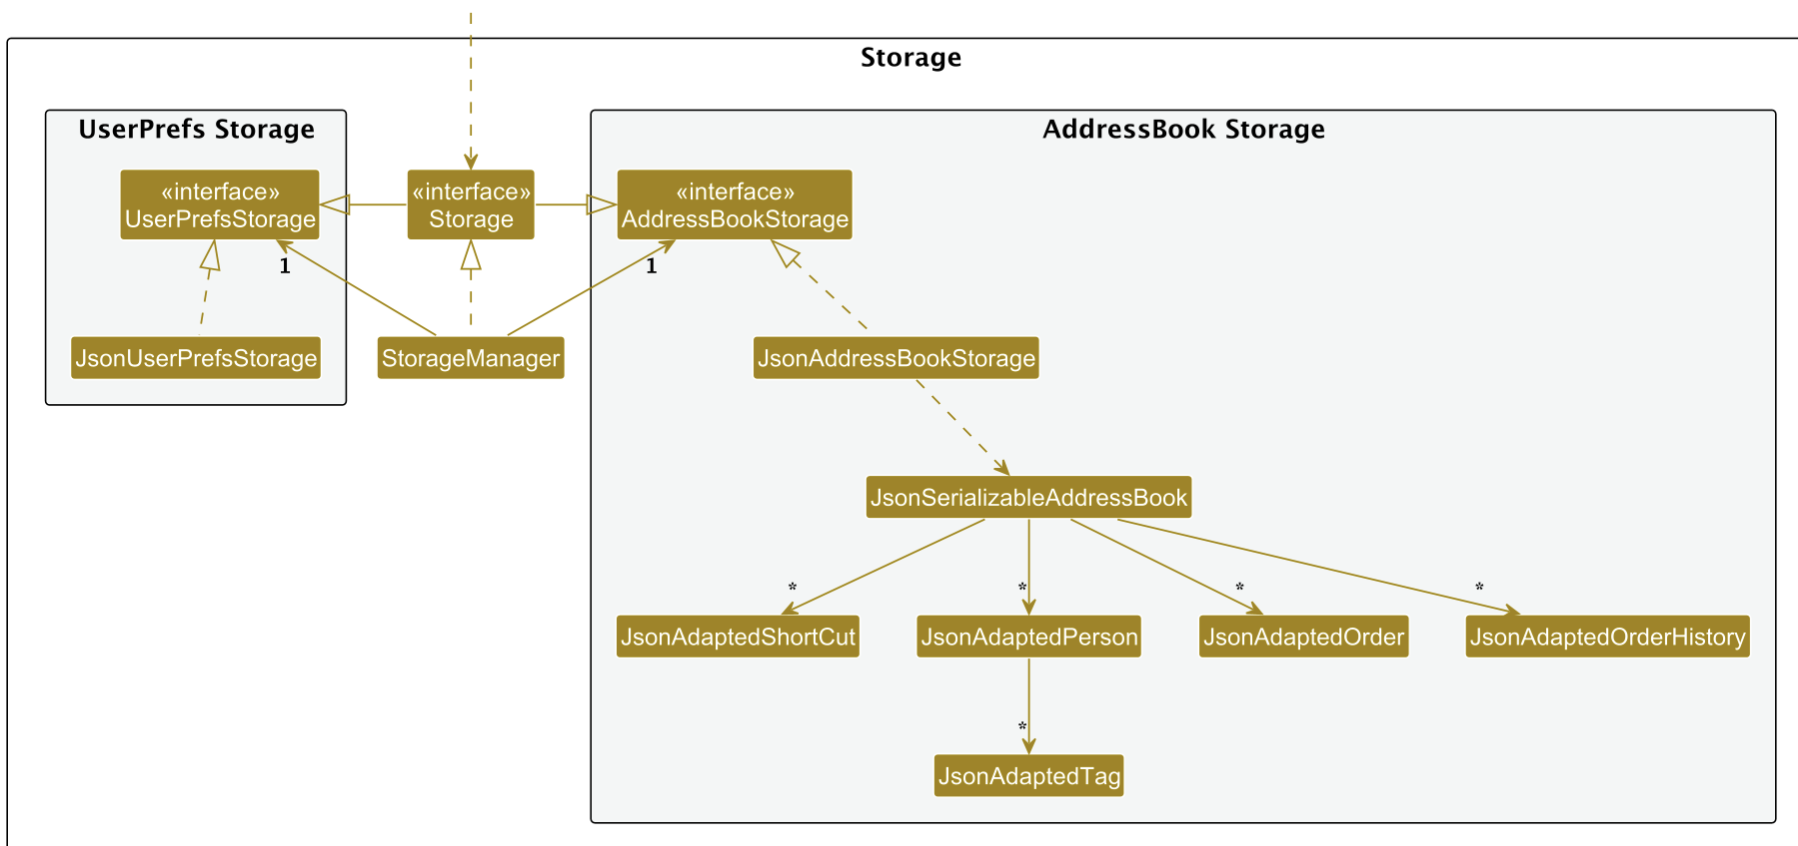 Storage
UserPrefs Storage
AddressBook Storage
«interface»
UserPrefsStorage
«interface»
Storage
«interface»
AddressBookStorage
1
1
JsonUserPrefsStorage
StorageManager
JsonAddressBookStorage
JsonSerializableAddressBook
*
*
*
*
JsonAdaptedShortCut
JsonAdaptedPerson
JsonAdaptedOrder
JsonAdaptedOrderHistory
*
JsonAdaptedTag